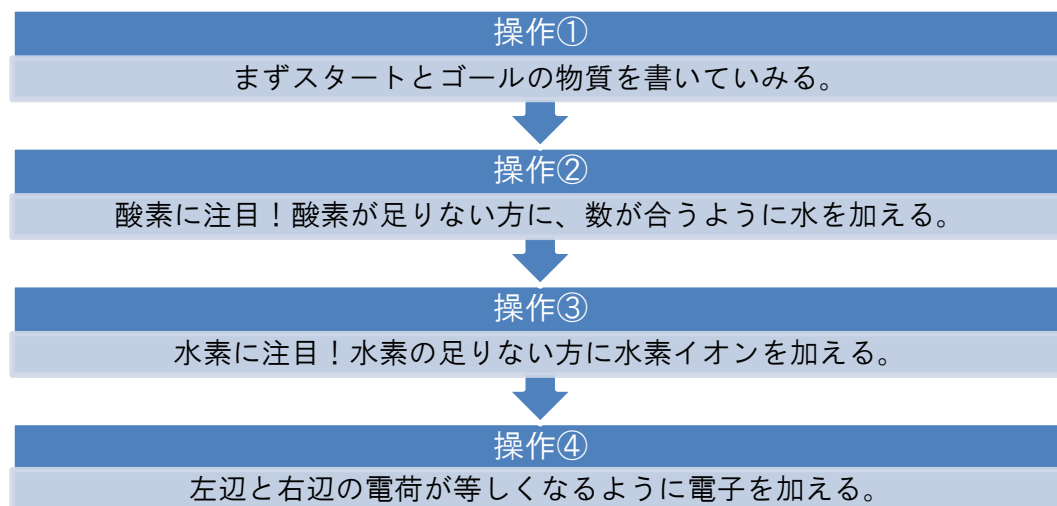 操作①
まずスタートとゴールの物質を書いていみる。
操作②
酸素に注目！酸素が足りない方に、数が合うように水を加える。
操作③
水素に注目！水素の足りない方に水素イオンを加える。
操作④
左辺と右辺の電荷が等しくなるように電子を加える。